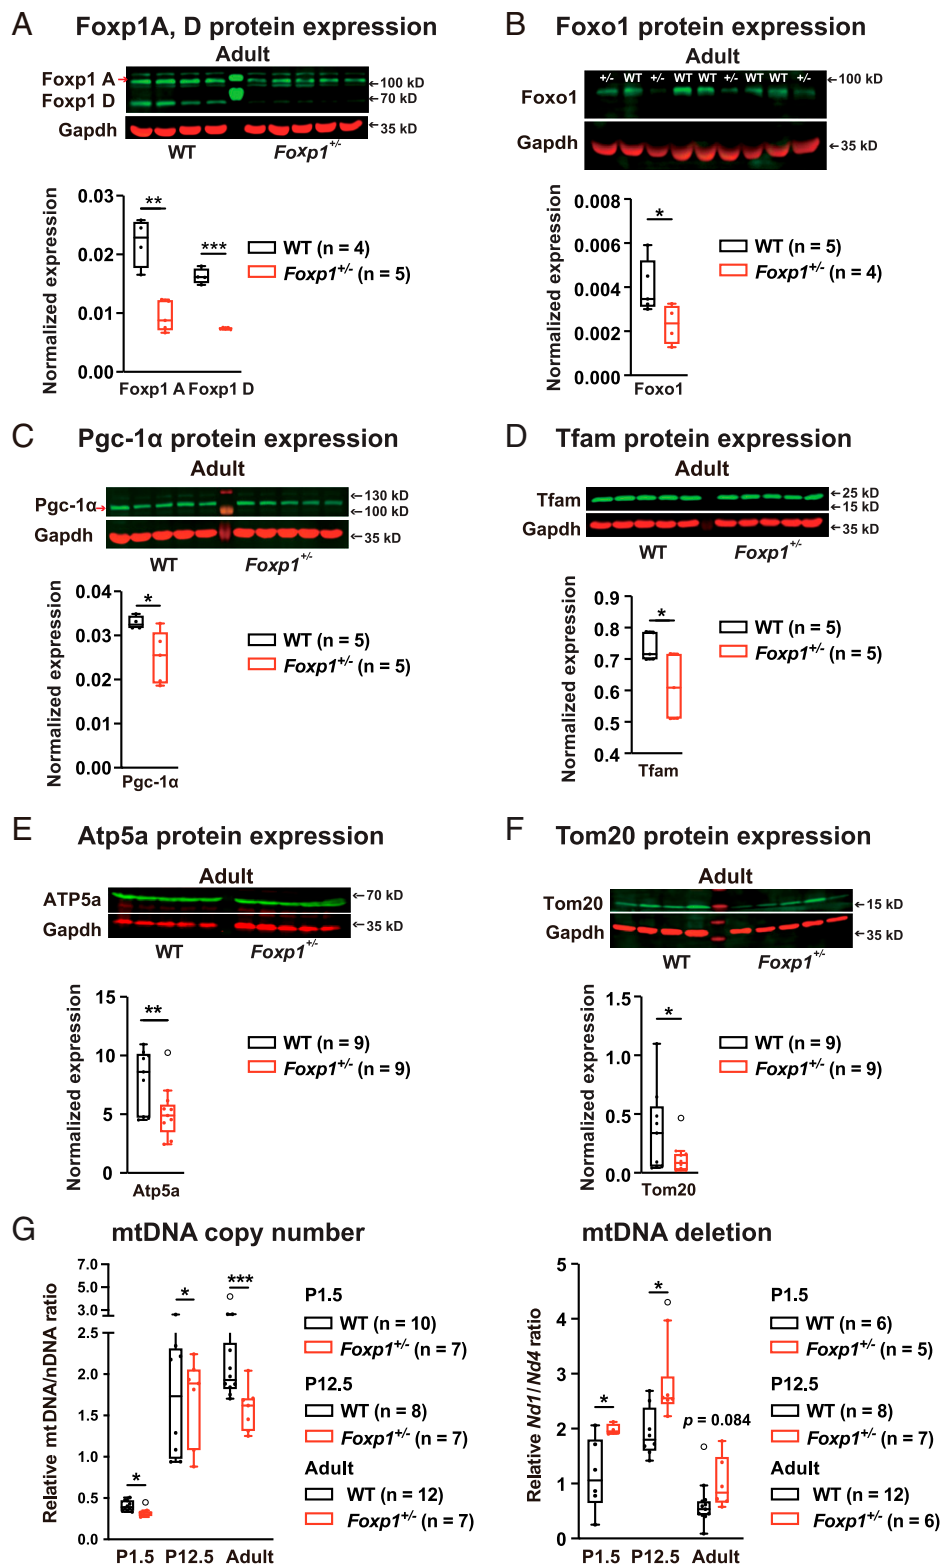 A Foxp1A, D protein expression
Adult
Foxp1 A
→
←100 kD
Foxp1 D
←70 kD
Gapdh
←35 kD
WT Foxp1+/-
Normalized expression
0.03
0.02
0.01
0.00
**
***
Foxp1 A Foxp1 D
WT (n = 4)
Foxp1+/- (n = 5)
B Foxo1 protein expression
Adult
+/- WT +/- WT WT +/- WT WT +/-
←100 kD
Foxo1
Gapdh
←35 kD
Normalized expression
0.008
0.006
0.004
0.002
0.000
*
Foxo1
WT (n = 5)
Foxp1+/- (n = 4)
C Pgc-1α protein expression
Adult
←130 kD
Pgc-1α→
←100 kD
Gapdh
←35 kD
WT Foxp1+/-
Normalized expression
0.04
0.03
0.02
0.01
0.00
*
Pgc-1α
WT (n = 5)
Foxp1+/- (n = 5)
D Tfam protein expression
Adult
Tfam
←25 kD
←15 kD
Gapdh
←35 kD
WT Foxp1+/-
Normalized expression
0.9
0.8
0.7
0.6
0.5
0.4
*
Tfam
WT (n = 5)
Foxp1+/- (n = 5)
E Atp5a protein expression
Adult
ATP5a
←70 kD
Gapdh
←35 kD
WT Foxp1+/-
Normalized expression
15
10
5
0
**
Atp5a
WT (n = 9)
Foxp1+/- (n = 9)
F Tom20 protein expression
Adult
Tom20
←15 kD
Gapdh
←35 kD
WT Foxp1+/-
Normalized expression
1.5
1.0
0.5
0.0
*
Tom20
WT (n = 9)
Foxp1+/- (n = 9)
G mtDNA copy number
Relative mtDNA/nDNA ratio
7.0
5.0
3.0
2.5
2.0
1.5
1.0
0.5
0.0
*
*
***
P1.5 P12.5 Adult
P1.5
WT (n = 10)
Foxp1+/- (n = 7)
P12.5
WT (n = 8)
Foxp1+/- (n = 7)
Adult
WT (n = 12)
Foxp1+/- (n = 7)
mtDNA deletion
Relative Nd1/Nd4 ratio
5
4
3
2
1
0
*
*
p = 0.084
P1.5 P12.5 Adult
P1.5
WT (n = 6)
Foxp1+/- (n = 5)
P12.5
WT (n = 8)
Foxp1+/- (n = 7)
Adult
WT (n = 12)
Foxp1+/- (n = 6)